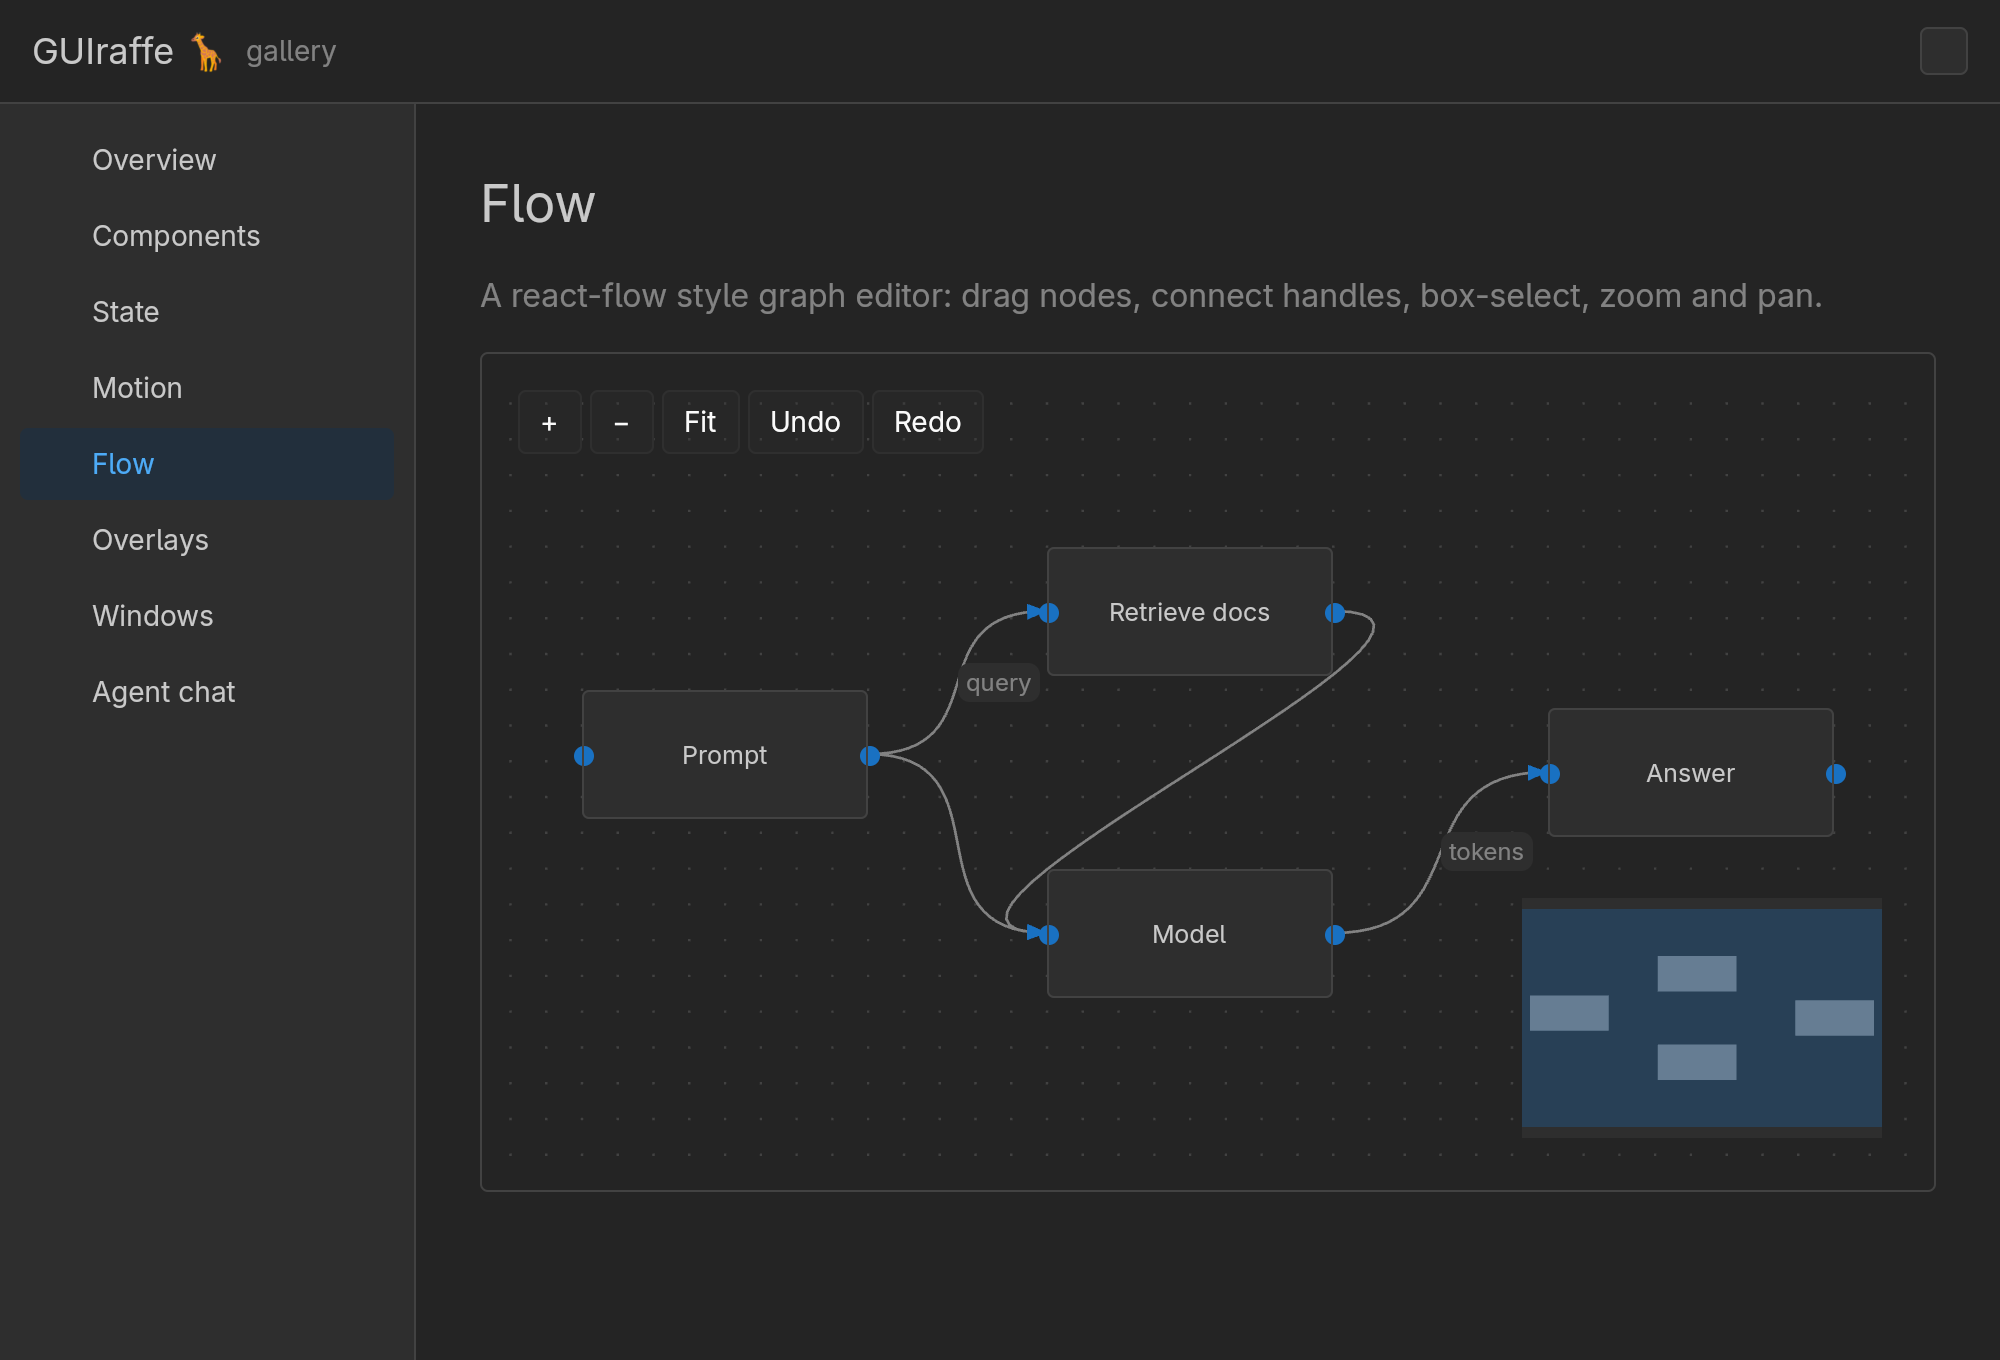 GUIraffe 🦒 gallery
Overview
Components
State
Motion
Flow
Overlays
Windows
Agent chat
Flow
A react-flow style graph editor: drag nodes, connect handles, box-select, zoom and pan.
+ − Fit Undo Redo
Retrieve docs
query
Prompt
Answer
tokens
Model